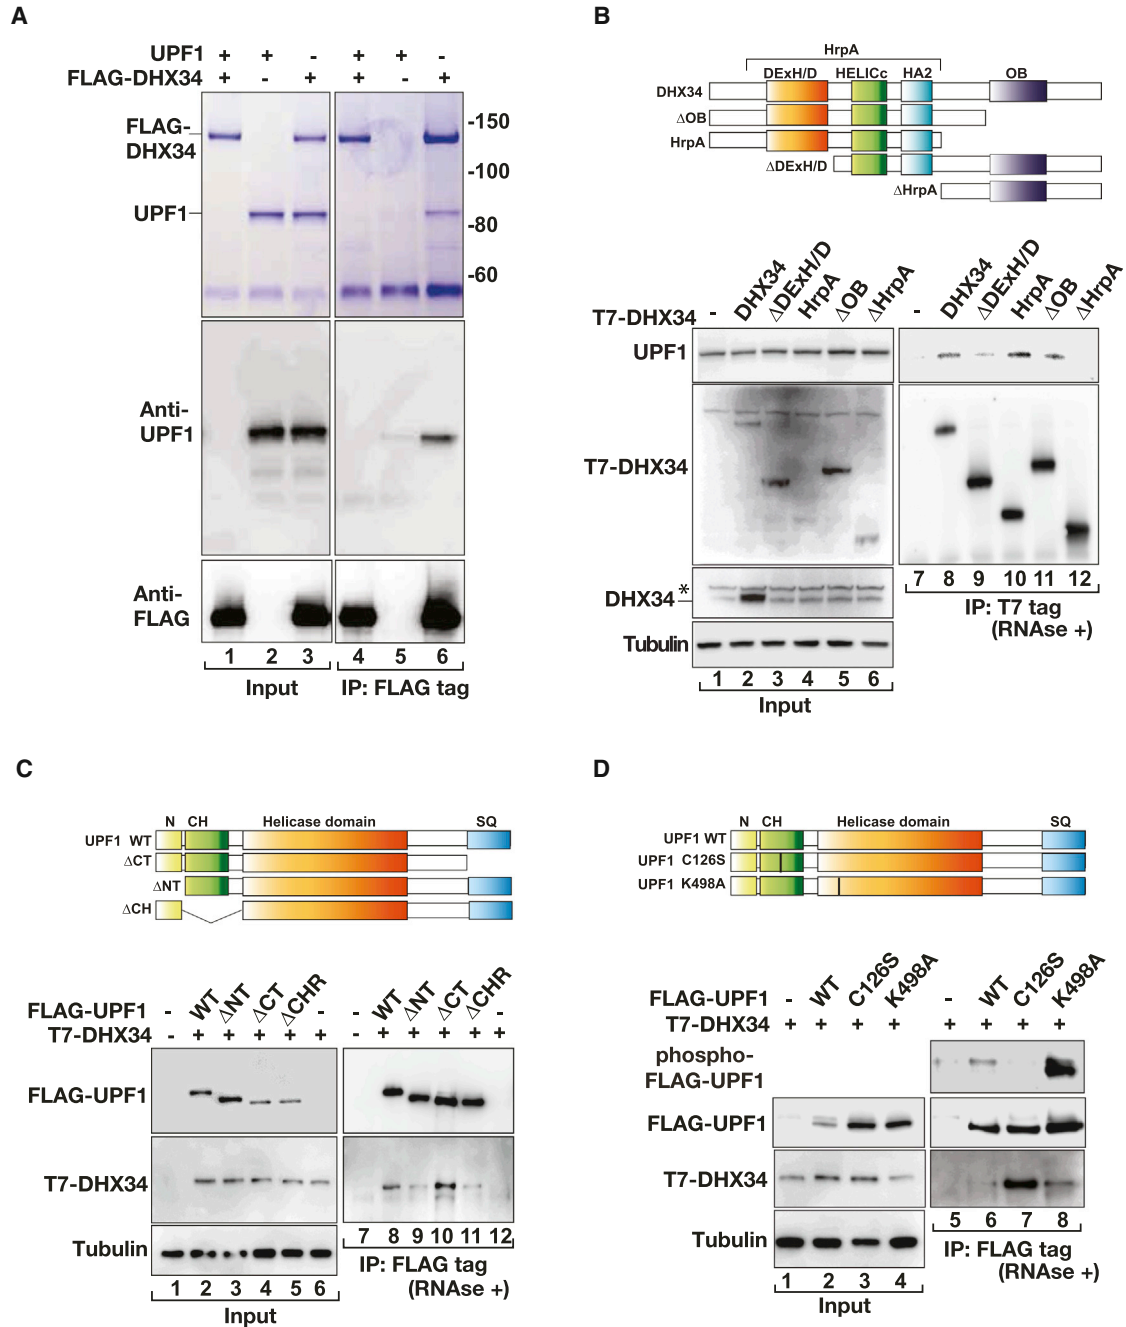 A
UPF1 + + - + + -
FLAG-DHX34 + - + + - +
FLAG-
DHX34
UPF1
-150
-100
-80
-60
Anti-
UPF1
Anti-
FLAG
1 2 3 4 5 6
Input IP: FLAG tag
B
HrpA
DExH/D HELICc HA2 OB
DHX34
ΔOB
HrpA
ΔDExH/D
ΔHrpA
T7-DHX34 - DHX34 ΔDExH/D HrpA ΔOB ΔHrpA - DHX34 ΔDExH/D HrpA ΔOB ΔHrpA
UPF1
T7-DHX34
DHX34 *
Tubulin
7 8 9 10 11 12
IP: T7 tag
(RNAse +)
1 2 3 4 5 6
Input
C
N CH Helicase domain SQ
UPF1 WT
ΔCT
ΔNT
ΔCH
FLAG-UPF1 - WT ΔNT ΔCT ΔCHR - - WT ΔNT ΔCT ΔCHR -
T7-DHX34 - + + + + + - + + + + +
FLAG-UPF1
T7-DHX34
Tubulin
7 8 9 10 11 12
IP: FLAG tag
(RNAse +)
1 2 3 4 5 6
Input
D
N CH Helicase domain SQ
UPF1 WT
UPF1 C126S
UPF1 K498A
FLAG-UPF1 - WT C126S K498A - WT C126S K498A
T7-DHX34 + + + + + + + +
phospho-
FLAG-UPF1
FLAG-UPF1
T7-DHX34
Tubulin
5 6 7 8
IP: FLAG tag
(RNAse +)
1 2 3 4
Input